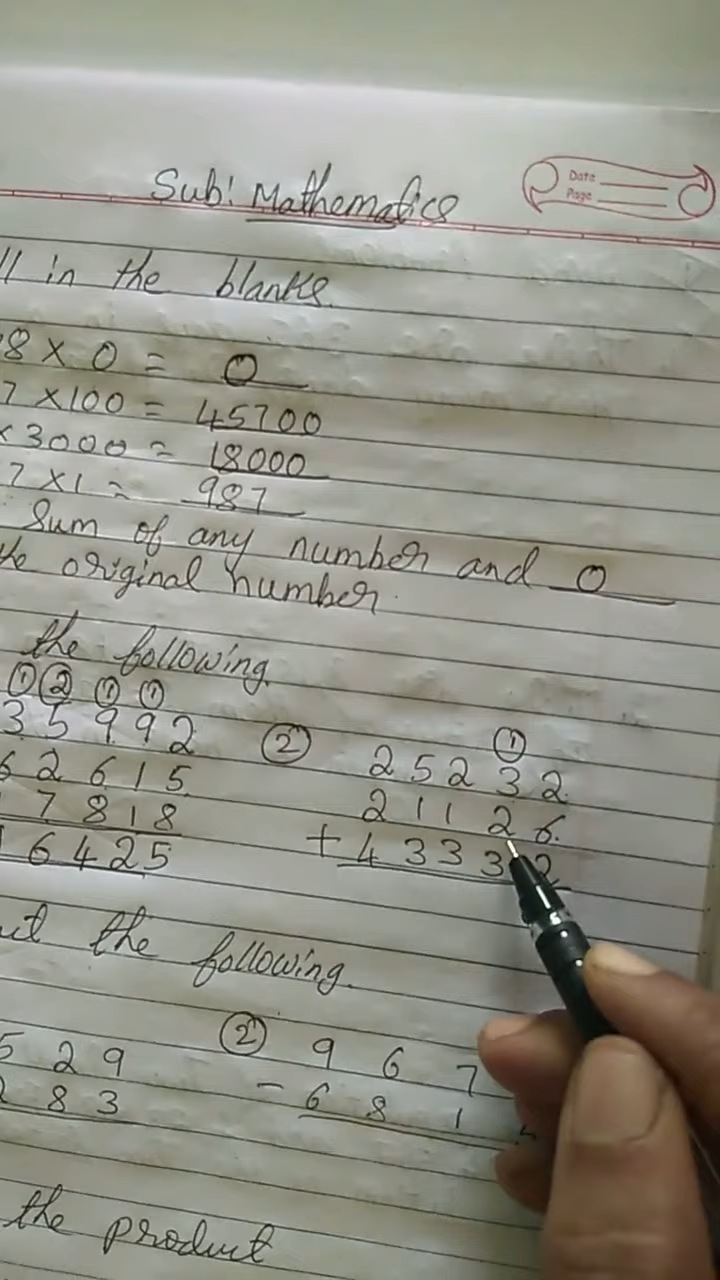 Sub: Mathematics
Date
Page
ll in the blanks.
8 × 0 = 0
7 × 100 = 45700
× 3000 = 18000
7 × 1 = 987
Sum of any number and 0
the original number.
the following.
① ② ① ①
3 5 9 9 2
6 2 6 1 5
1 7 8 1 8
1 6 4 2 5
② ①
2 5 2 3 2
2 1 1 2 6
+ 4 3 3 3 2
the following.
5 2 9
2 8 3
② 9 6 7
- 6 8 1
the product